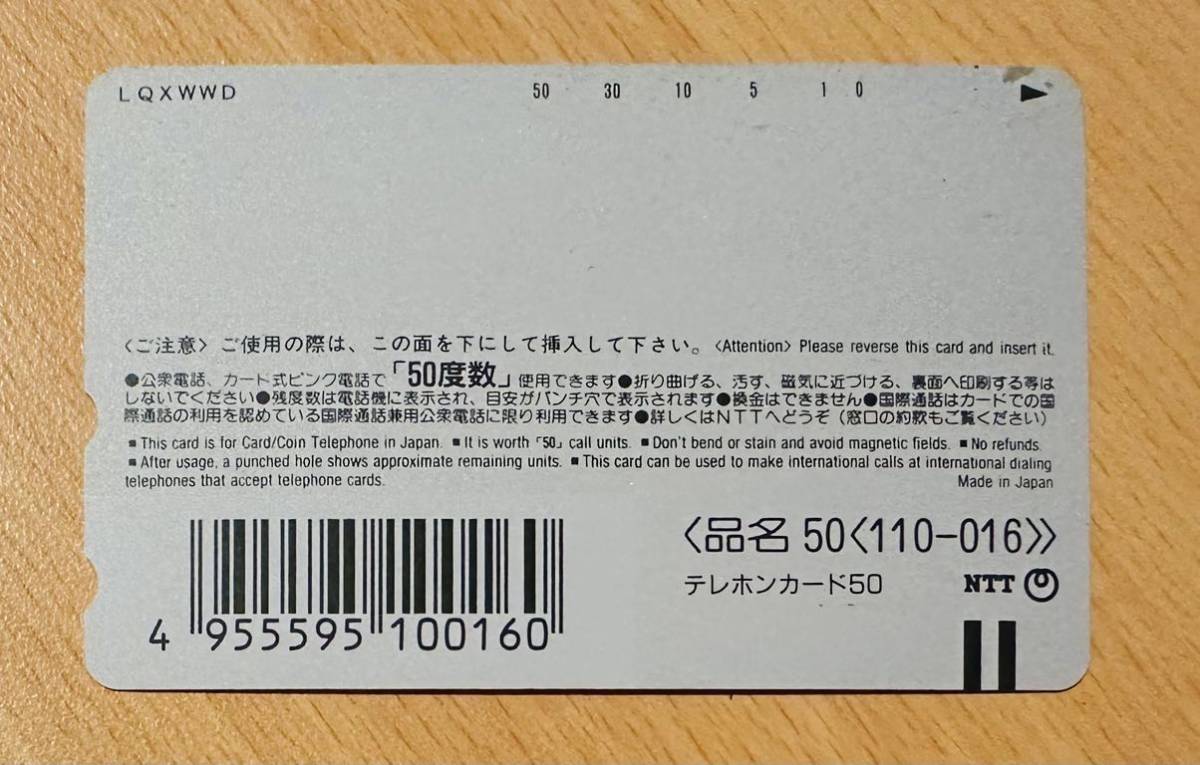 LQXWWD 50 30 10 5 1 0
〈ご注意〉ご使用の際は、この面を下にして挿入して下さい。〈Attention〉Please reverse this card and insert it.
●公衆電話、カード式ピンク電話で「50度数」使用できます●折り曲げる、汚す、磁気に近づける、裏面へ印刷する等は
しないでください●残度数は電話機に表示され、目安がパンチ穴で表示されます●換金はできません●国際通話はカードでの国
際通話の利用を認めている国際通話兼用公衆電話に限り利用できます●詳しくはNTTへどうぞ（窓口の約款もご覧ください）
■This card is for Card/Coin Telephone in Japan. ■It is worth「50」call units. ■Don't bend or stain and avoid magnetic fields. ■No refunds.
■After usage, a punched hole shows approximate remaining units. ■This card can be used to make international calls at international dialing
telephones that accept telephone cards. Made in Japan
〈品名 50〈110-016〉〉
テレホンカード50 NTT
4 955595 100160